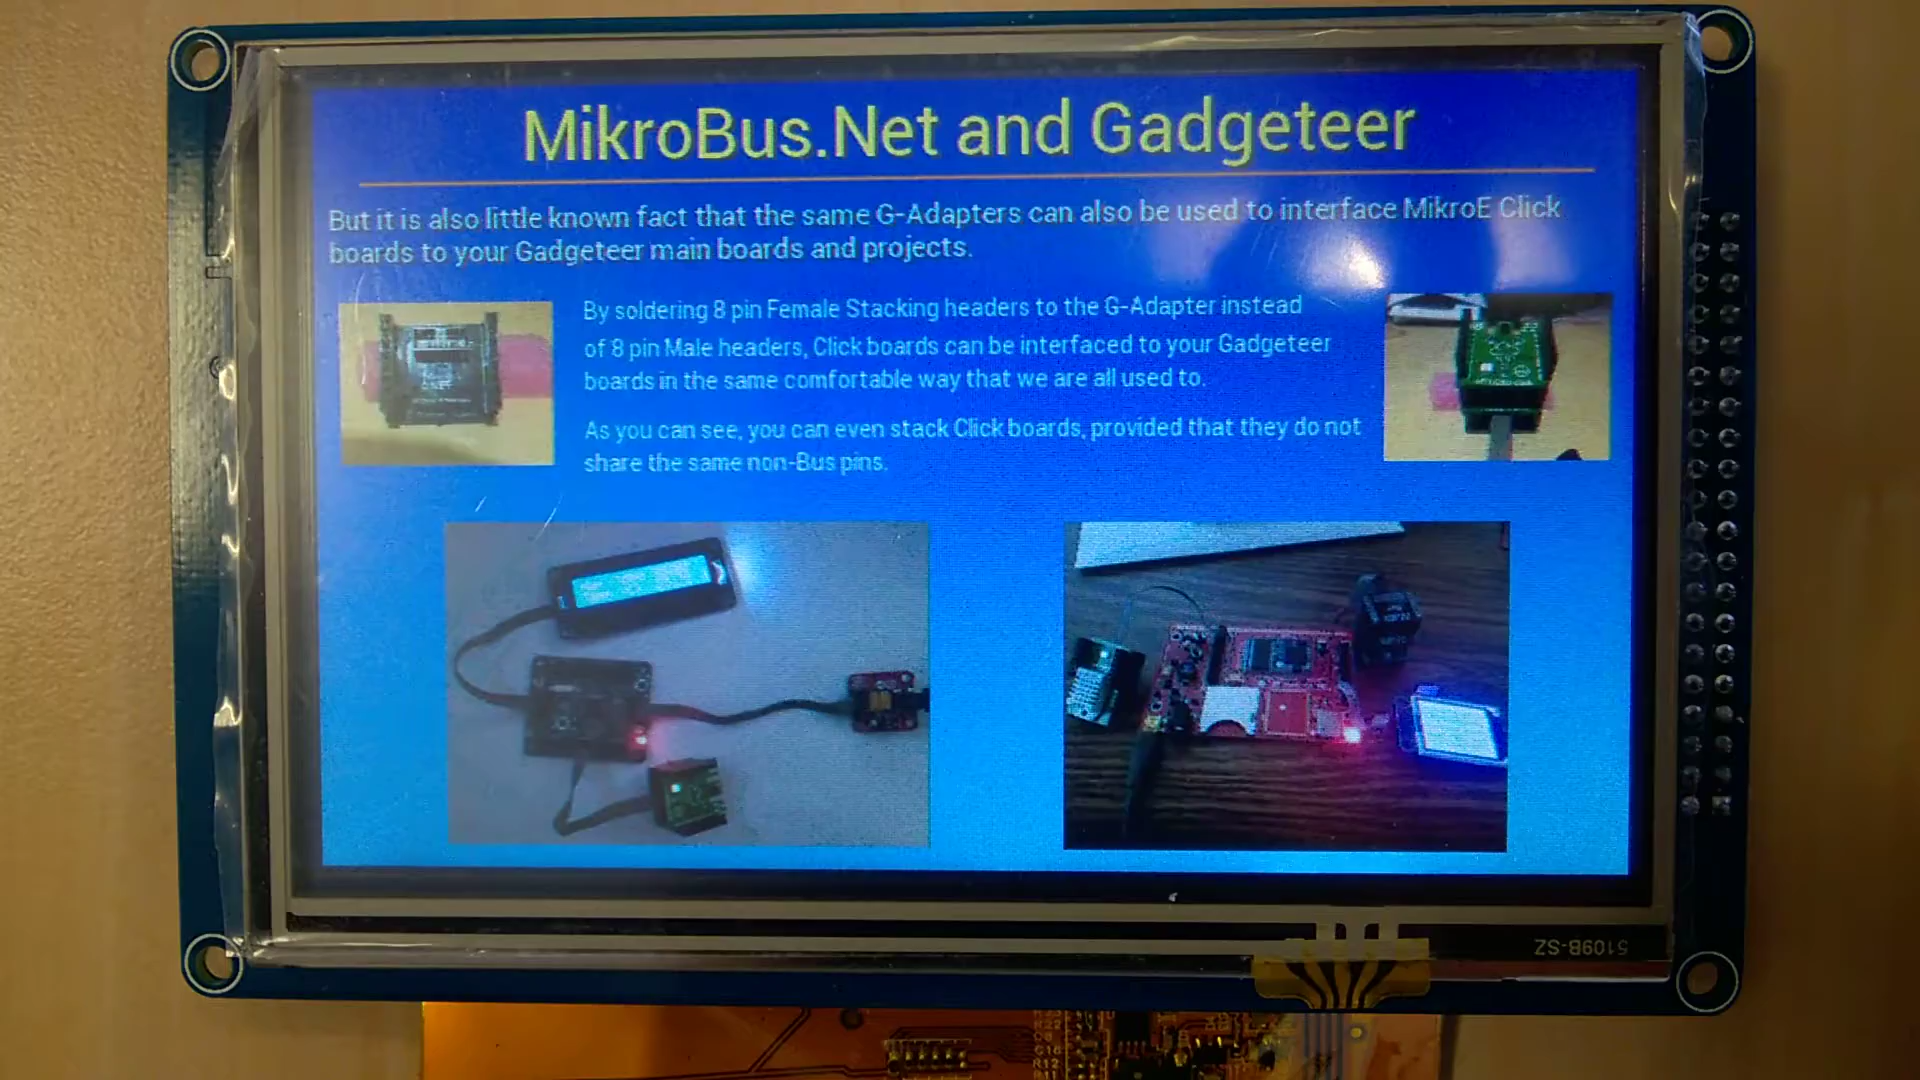 MikroBus.Net and Gadgeteer
But it is also little known fact that the same G-Adapters can also be used to interface MikroE Click
boards to your Gadgeteer main boards and projects.
By soldering 8 pin Female Stacking headers to the G-Adapter instead
of 8 pin Male headers, Click boards can be interfaced to your Gadgeteer
boards in the same comfortable way that we are all used to.
As you can see, you can even stack Click boards, provided that they do not
share the same non-Bus pins.
5109B-SZ